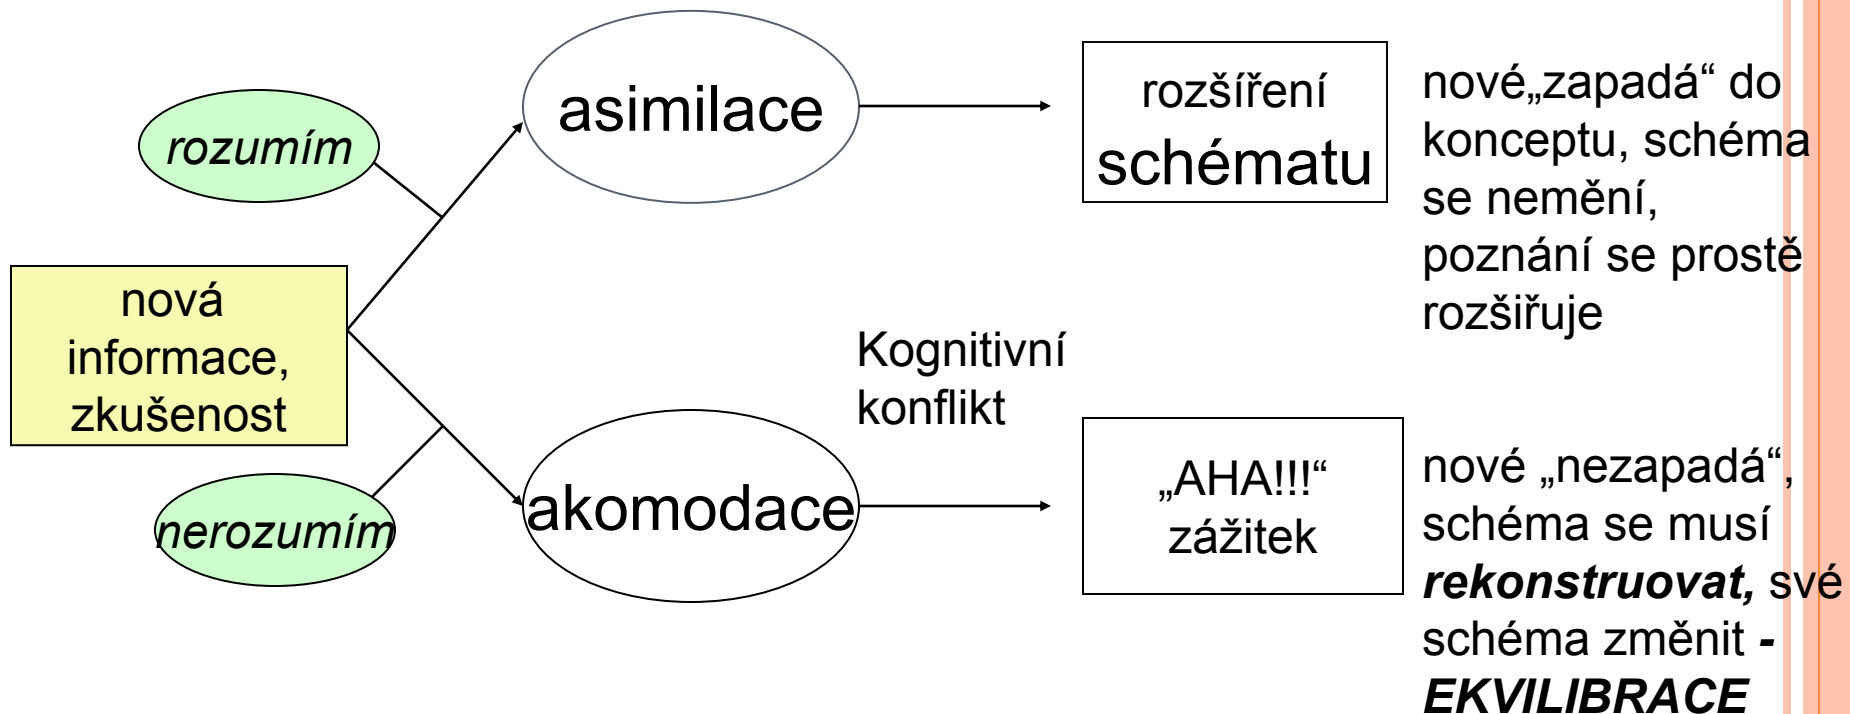 rozumím
asimilace
rozšíření
schématu
nové„zapadá“ do
konceptu, schéma
se nemění,
poznání se prostě
rozšiřuje
nová
informace,
zkušenost
Kognitivní
konflikt
nerozumím
akomodace
„AHA!!!“
zážitek
nové „nezapadá“,
schéma se musí
rekonstruovat, své
schéma změnit -
EKVILIBRACE